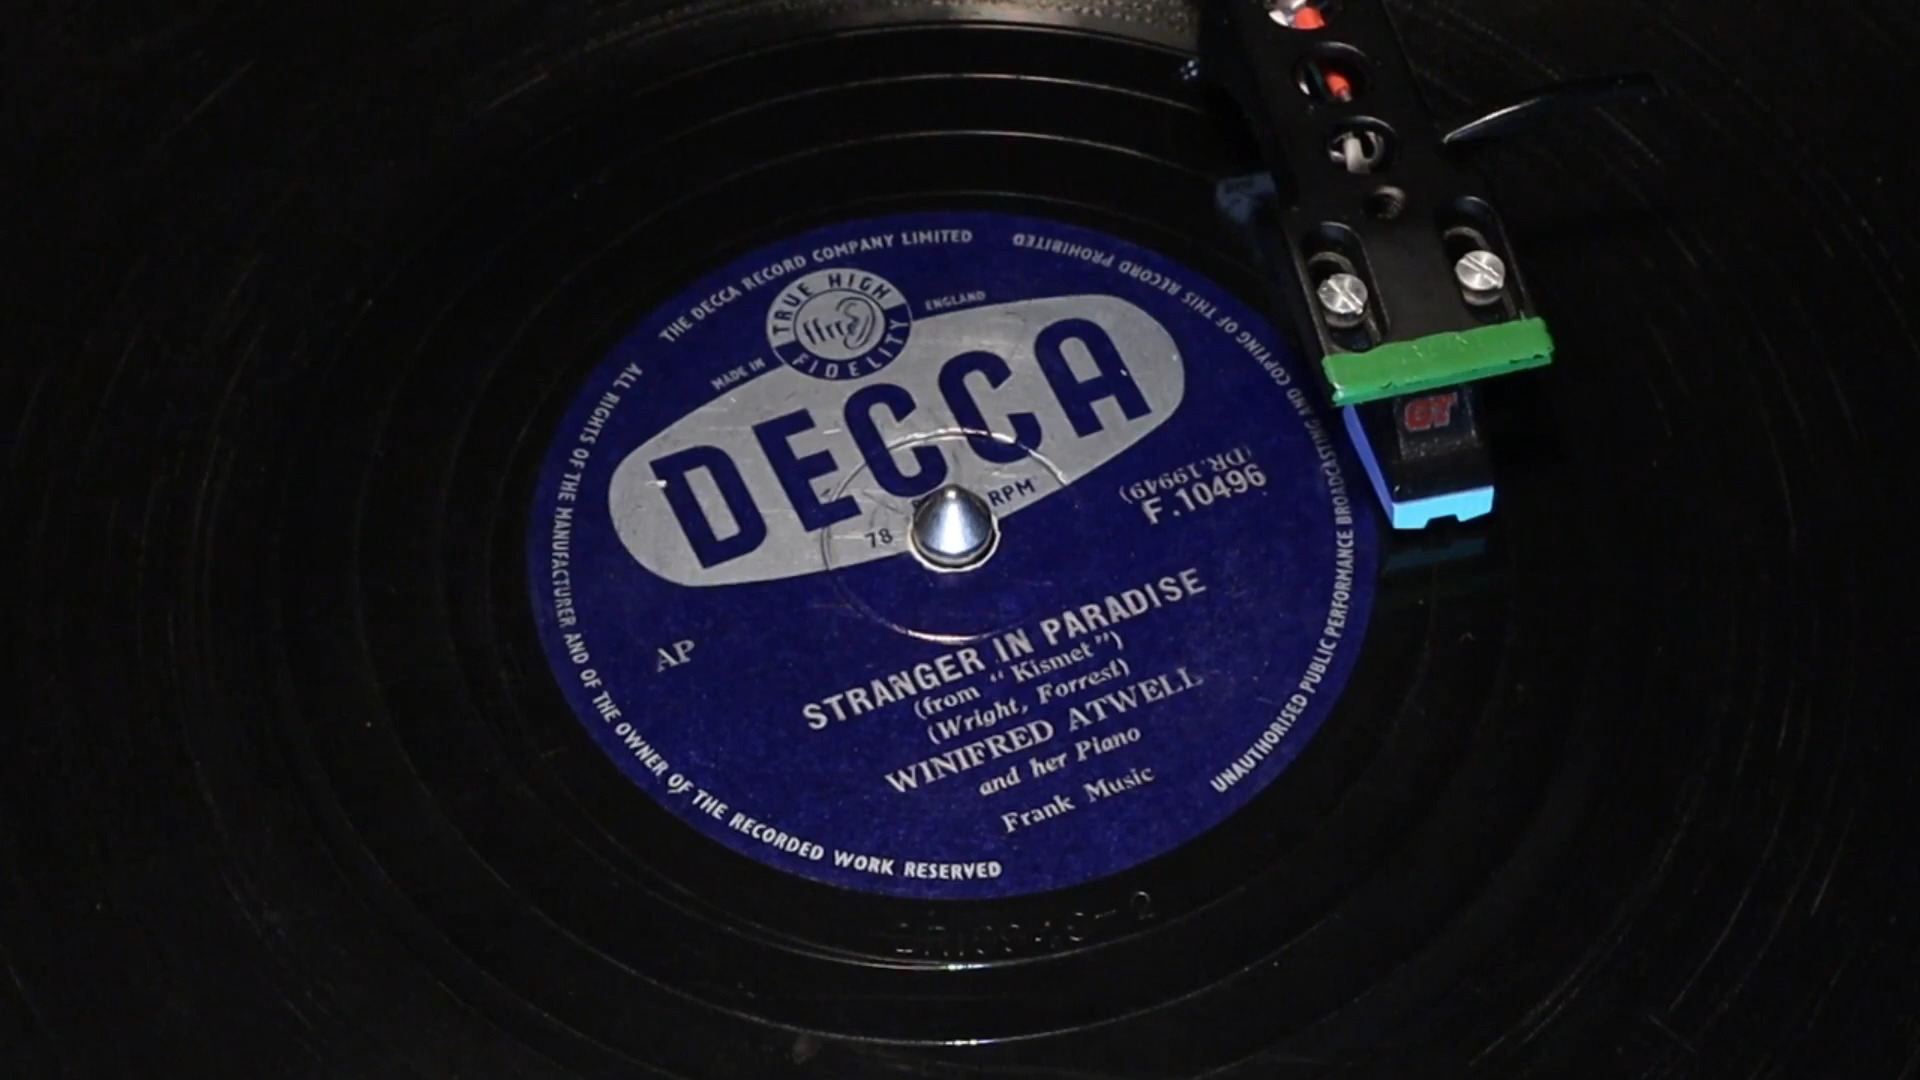 THE DECCA RECORD COMPANY LIMITED
ALL RIGHTS OF THE MANUFACTURER AND OF THE OWNER OF THE RECORDED WORK RESERVED
UNAUTHORISED PUBLIC PERFORMANCE BROADCASTING AND COPYING OF THIS RECORD PROHIBITED
TRUE HIGH
FIDELITY
ffrr
MADE IN
ENGLAND
DECCA
78
RPM
(DR.19949)
F.10496
AP
STRANGER IN PARADISE
(from “ Kismet ”)
(Wright, Forrest)
WINIFRED ATWELL
and her Piano
Frank Music
GT